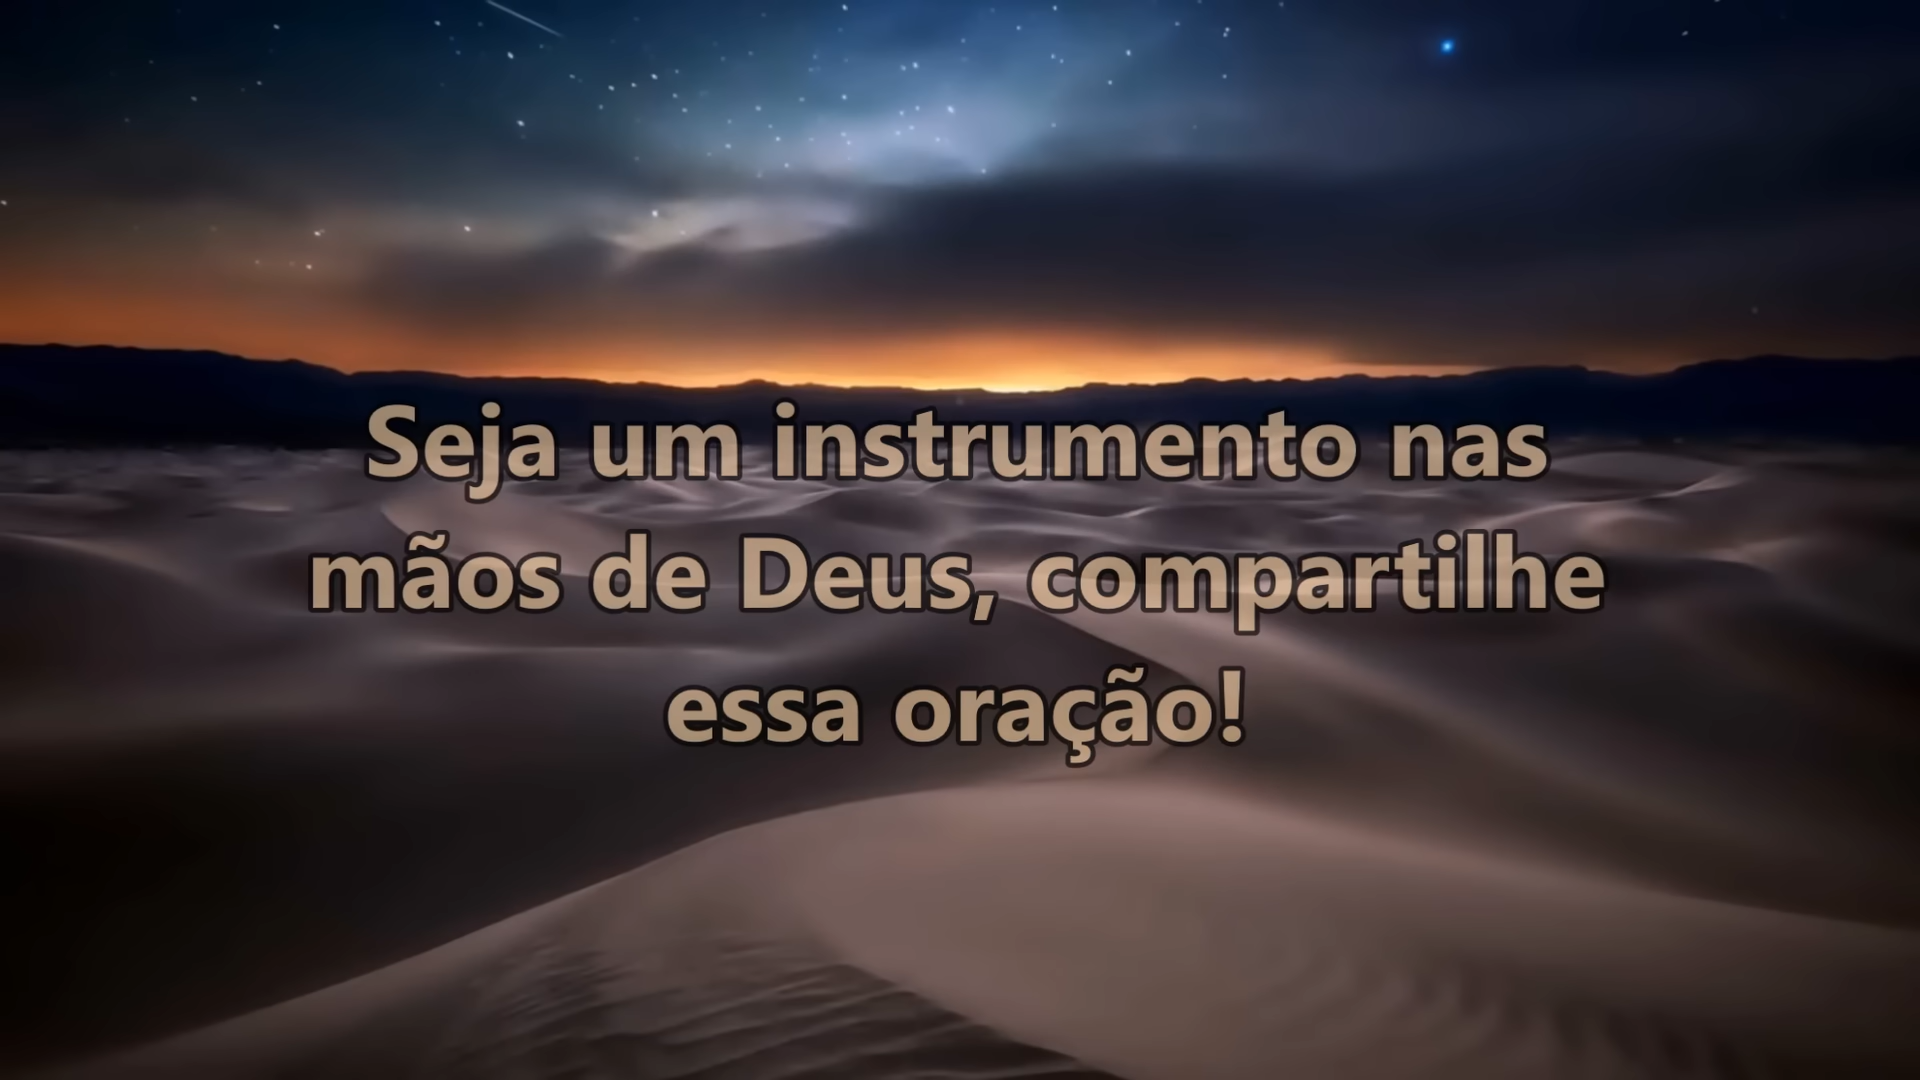 Seja um instrumento nas
mãos de Deus, compartilhe
essa oração!